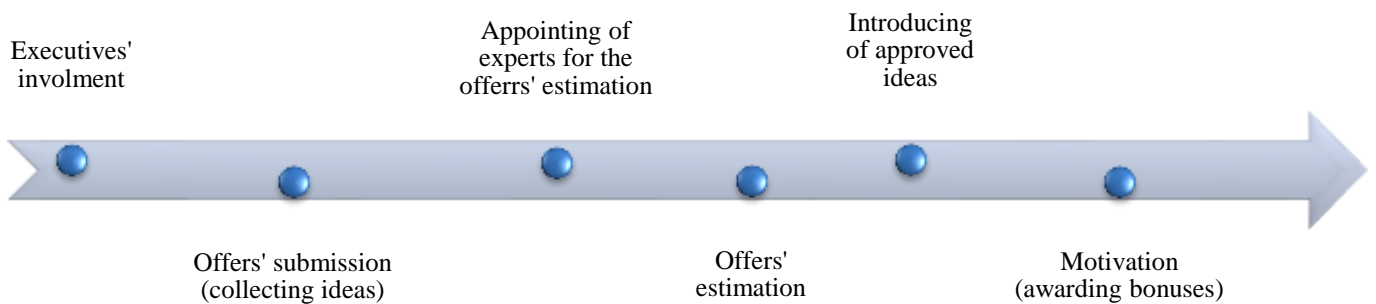 Executives'
involment
Offers' submission
(collecting ideas)
Appointing of
experts for the
offerrs' estimation
Offers'
estimation
Introducing
of approved
ideas
Motivation
(awarding bonuses)